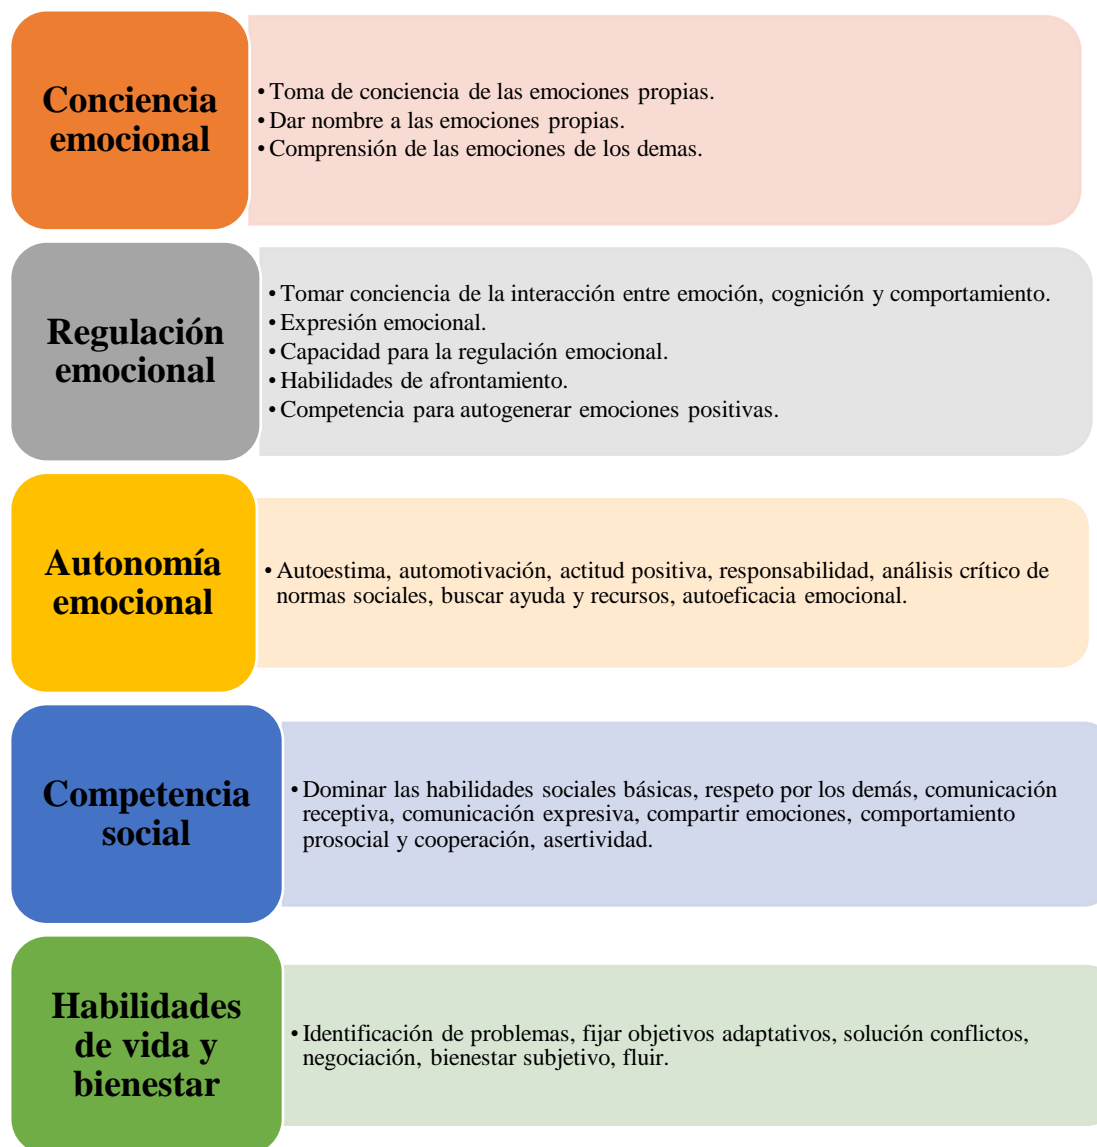 Conciencia
emocional
• Toma de conciencia de las emociones propias.
• Dar nombre a las emociones propias.
• Comprensión de las emociones de los demas.
Regulación
emocional
• Tomar conciencia de la interacción entre emoción, cognición y comportamiento.
• Expresión emocional.
• Capacidad para la regulación emocional.
• Habilidades de afrontamiento.
• Competencia para autogenerar emociones positivas.
Autonomía
emocional
• Autoestima, automotivación, actitud positiva, responsabilidad, análisis crítico de
normas sociales, buscar ayuda y recursos, autoeficacia emocional.
Competencia
social
• Dominar las habilidades sociales básicas, respeto por los demás, comunicación
receptiva, comunicación expresiva, compartir emociones, comportamiento
prosocial y cooperación, asertividad.
Habilidades
de vida y
bienestar
• Identificación de problemas, fijar objetivos adaptativos, solución conflictos,
negociación, bienestar subjetivo, fluir.